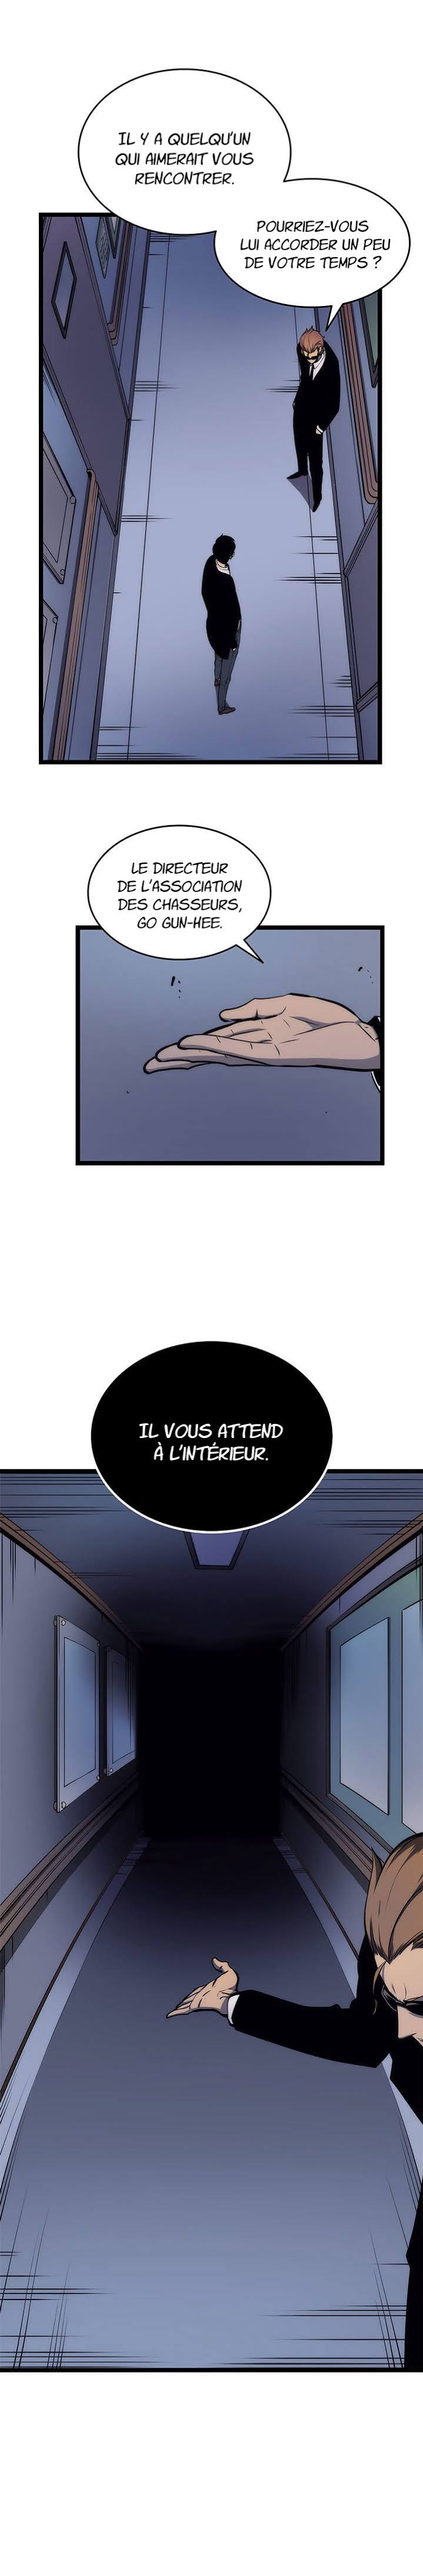 IL Y A QUELQU'UN
QUI AIMERAIT VOUS
RENCONTRER.
POURRIEZ-VOUS
LUI ACCORDER UN PEU
DE VOTRE TEMPS ?
LE DIRECTEUR
DE L'ASSOCIATION
DES CHASSEURS,
GO GUN-HEE.
IL VOUS ATTEND
À L'INTÉRIEUR.